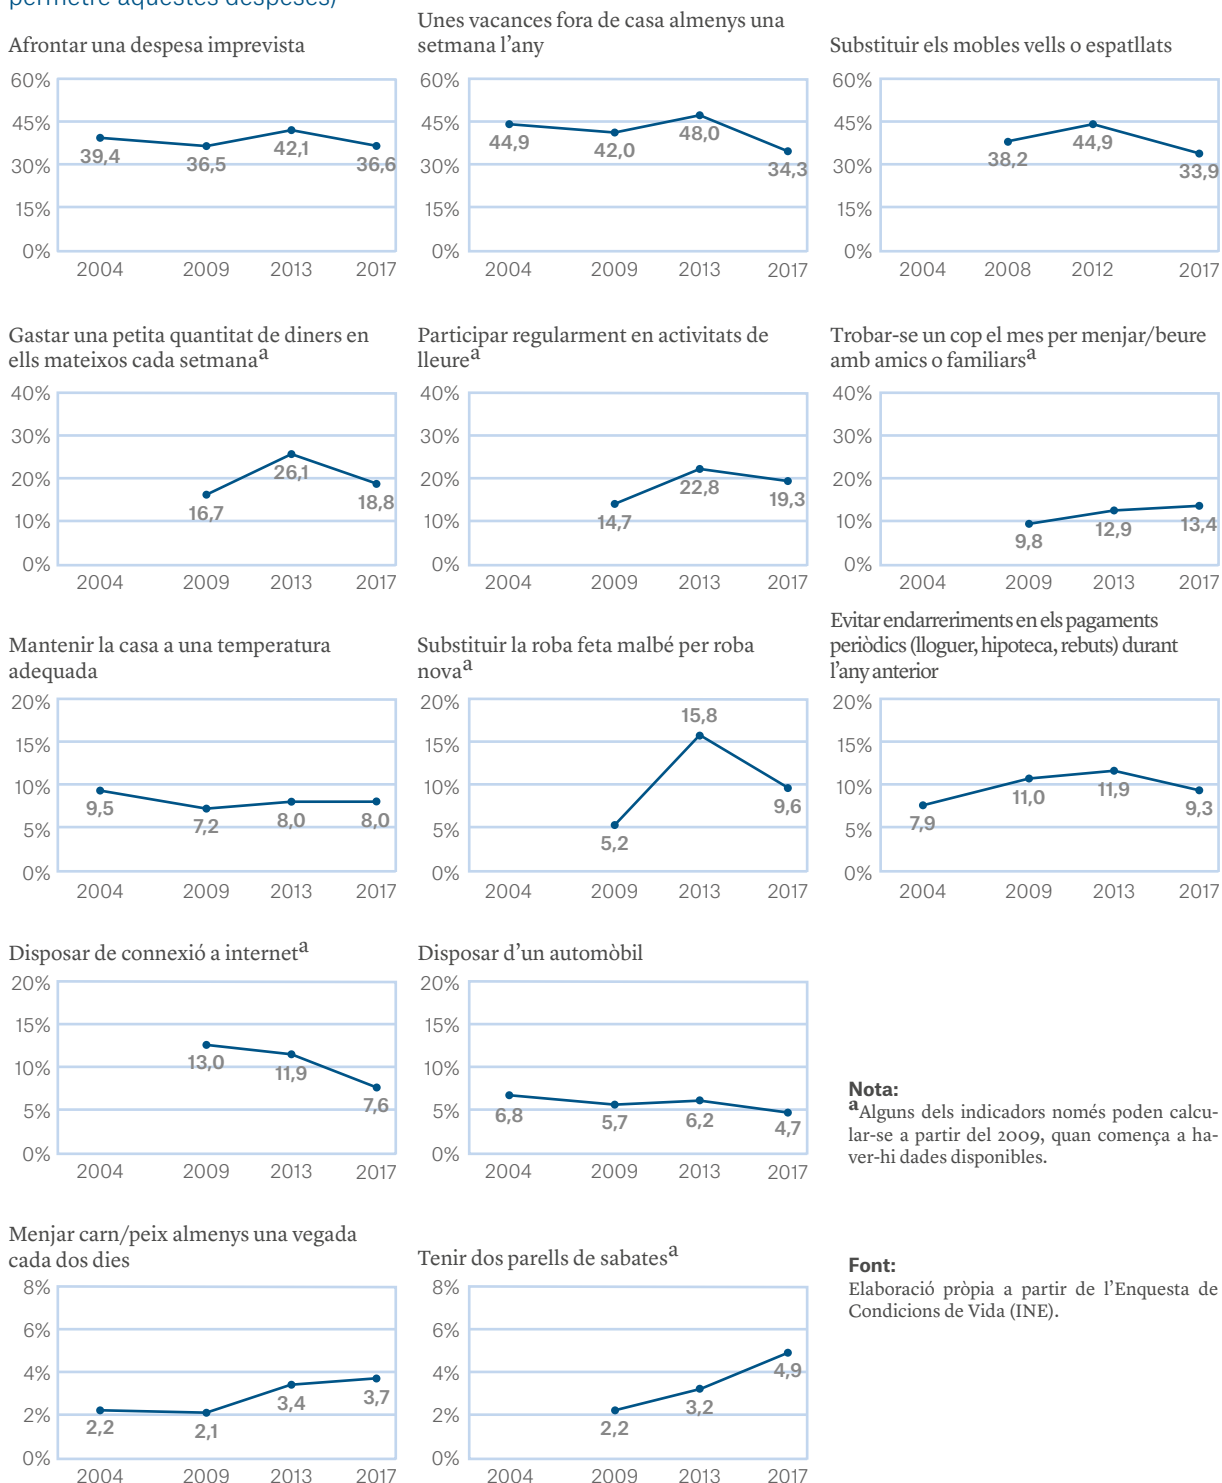 permetre aquestes despeses)
Afrontar una despesa imprevista
60%
45%
30%
15%
0%
39,4
36,5
42,1
36,6
2004 2009 2013 2017
Unes vacances fora de casa almenys una
setmana l’any
60%
45%
30%
15%
0%
44,9
42,0
48,0
34,3
2004 2009 2013 2017
Substituir els mobles vells o espatllats
60%
45%
30%
15%
0%
38,2
44,9
33,9
2004 2008 2012 2017
Gastar una petita quantitat de diners en
ells mateixos cada setmanaª
40%
30%
20%
10%
0%
16,7
26,1
18,8
2004 2009 2013 2017
Participar regularment en activitats de
lleureª
40%
30%
20%
10%
0%
14,7
22,8
19,3
2004 2009 2013 2017
Trobar-se un cop el mes per menjar/beure
amb amics o familiarsª
40%
30%
20%
10%
0%
9,8
12,9
13,4
2004 2009 2013 2017
Mantenir la casa a una temperatura
adequada
20%
15%
10%
5%
0%
9,5
7,2
8,0
8,0
2004 2009 2013 2017
Substituir la roba feta malbé per roba
novaª
20%
15%
10%
5%
0%
5,2
15,8
9,6
2004 2009 2013 2017
Evitar endarreriments en els pagaments
periòdics (lloguer, hipoteca, rebuts) durant
l’any anterior
20%
15%
10%
5%
0%
7,9
11,0
11,9
9,3
2004 2009 2013 2017
Disposar de connexió a internetª
20%
15%
10%
5%
0%
13,0
11,9
7,6
2004 2009 2013 2017
Disposar d’un automòbil
20%
15%
10%
5%
0%
6,8
5,7
6,2
4,7
2004 2009 2013 2017
Nota:
ªAlguns dels indicadors només poden calcu-
lar-se a partir del 2009, quan comença a ha-
ver-hi dades disponibles.
Menjar carn/peix almenys una vegada
cada dos dies
8%
6%
4%
2%
0%
2,2
2,1
3,4
3,7
2004 2009 2013 2017
Tenir dos parells de sabatesª
8%
6%
4%
2%
0%
2,2
3,2
4,9
2004 2009 2013 2017
Font:
Elaboració pròpia a partir de l’Enquesta de
Condicions de Vida (INE).